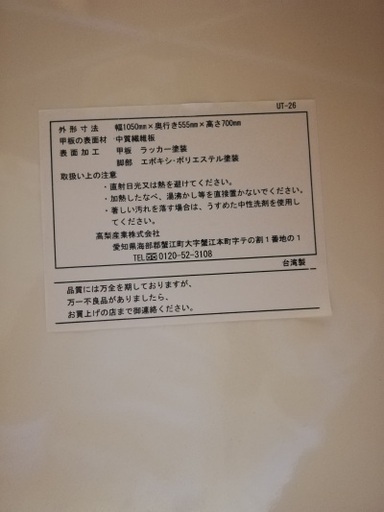 UT-26
外形寸法 幅1050mm×奥行き555mm×高さ700mm
甲板の表面材 中質繊維板
表面加工 甲板 ラッカー塗装
脚部 エポキシ・ポリエステル塗装
取扱い上の注意
・直射日光又は熱を避けてください。
・加熱したなべ、湯沸かし等を直接置かないでください。
・著しい汚れを落す場合は、うすめた中性洗剤を使用し
てください。
高梨産業株式会社
愛知県海部郡蟹江町大字蟹江本町字テの割1番地の1
TEL 0120-52-3108
台湾製
品質には万全を期しておりますが、
万一不良品がありましたら、
お買上げの店まで御連絡ください。